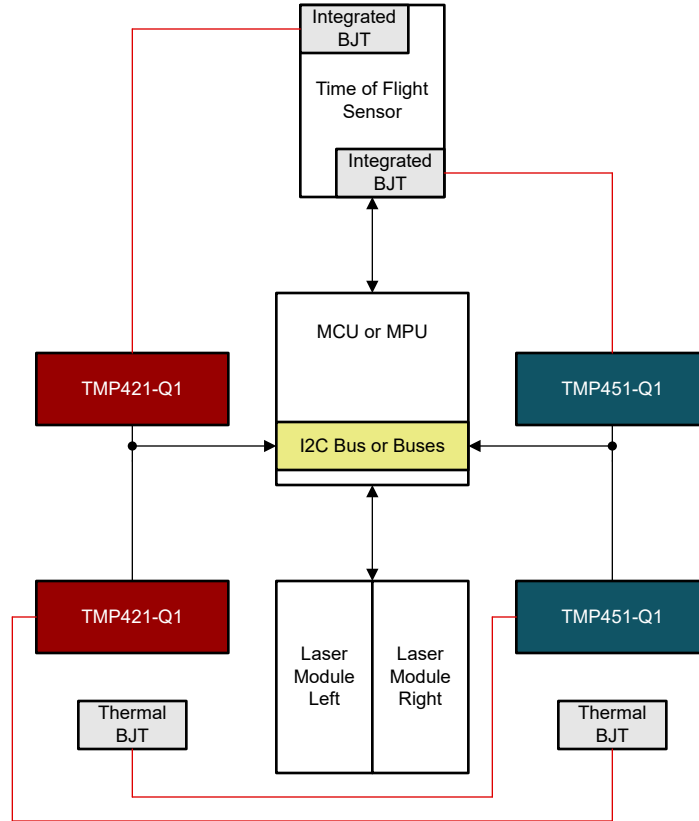 Integrated
BJT
Time of Flight
Sensor
Integrated
BJT
MCU or MPU
TMP421-Q1
TMP451-Q1
I2C Bus or Buses
TMP421-Q1
TMP451-Q1
Laser
Module
Left
Laser
Module
Right
Thermal
BJT
Thermal
BJT